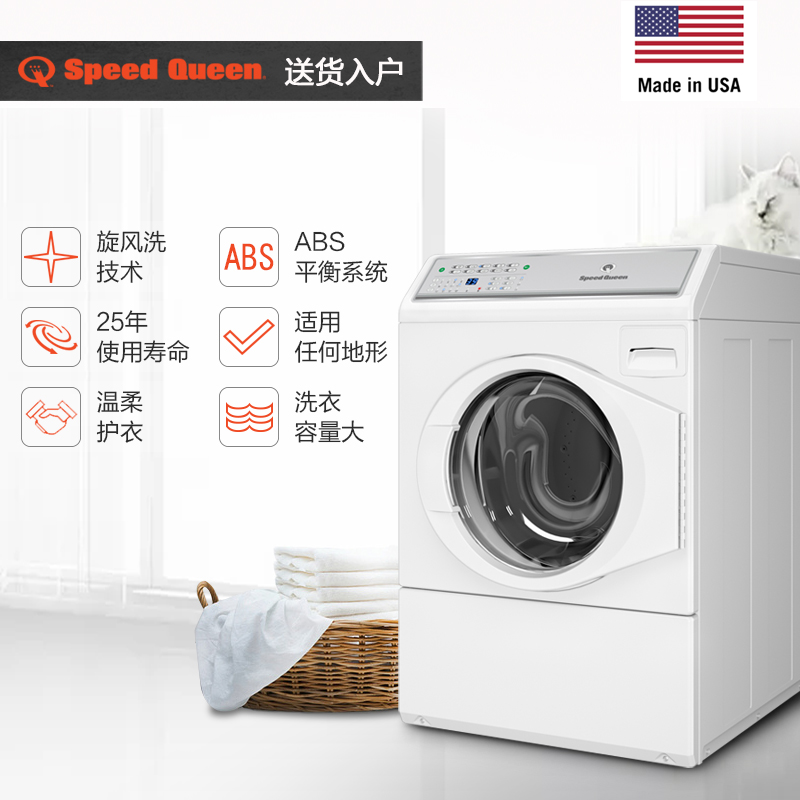 Speed Queen 送货入户
Made in USA
旋风洗
技术
ABS
ABS
平衡系统
25年
使用寿命
适用
任何地形
温柔
护衣
洗衣
容量大
Speed Queen